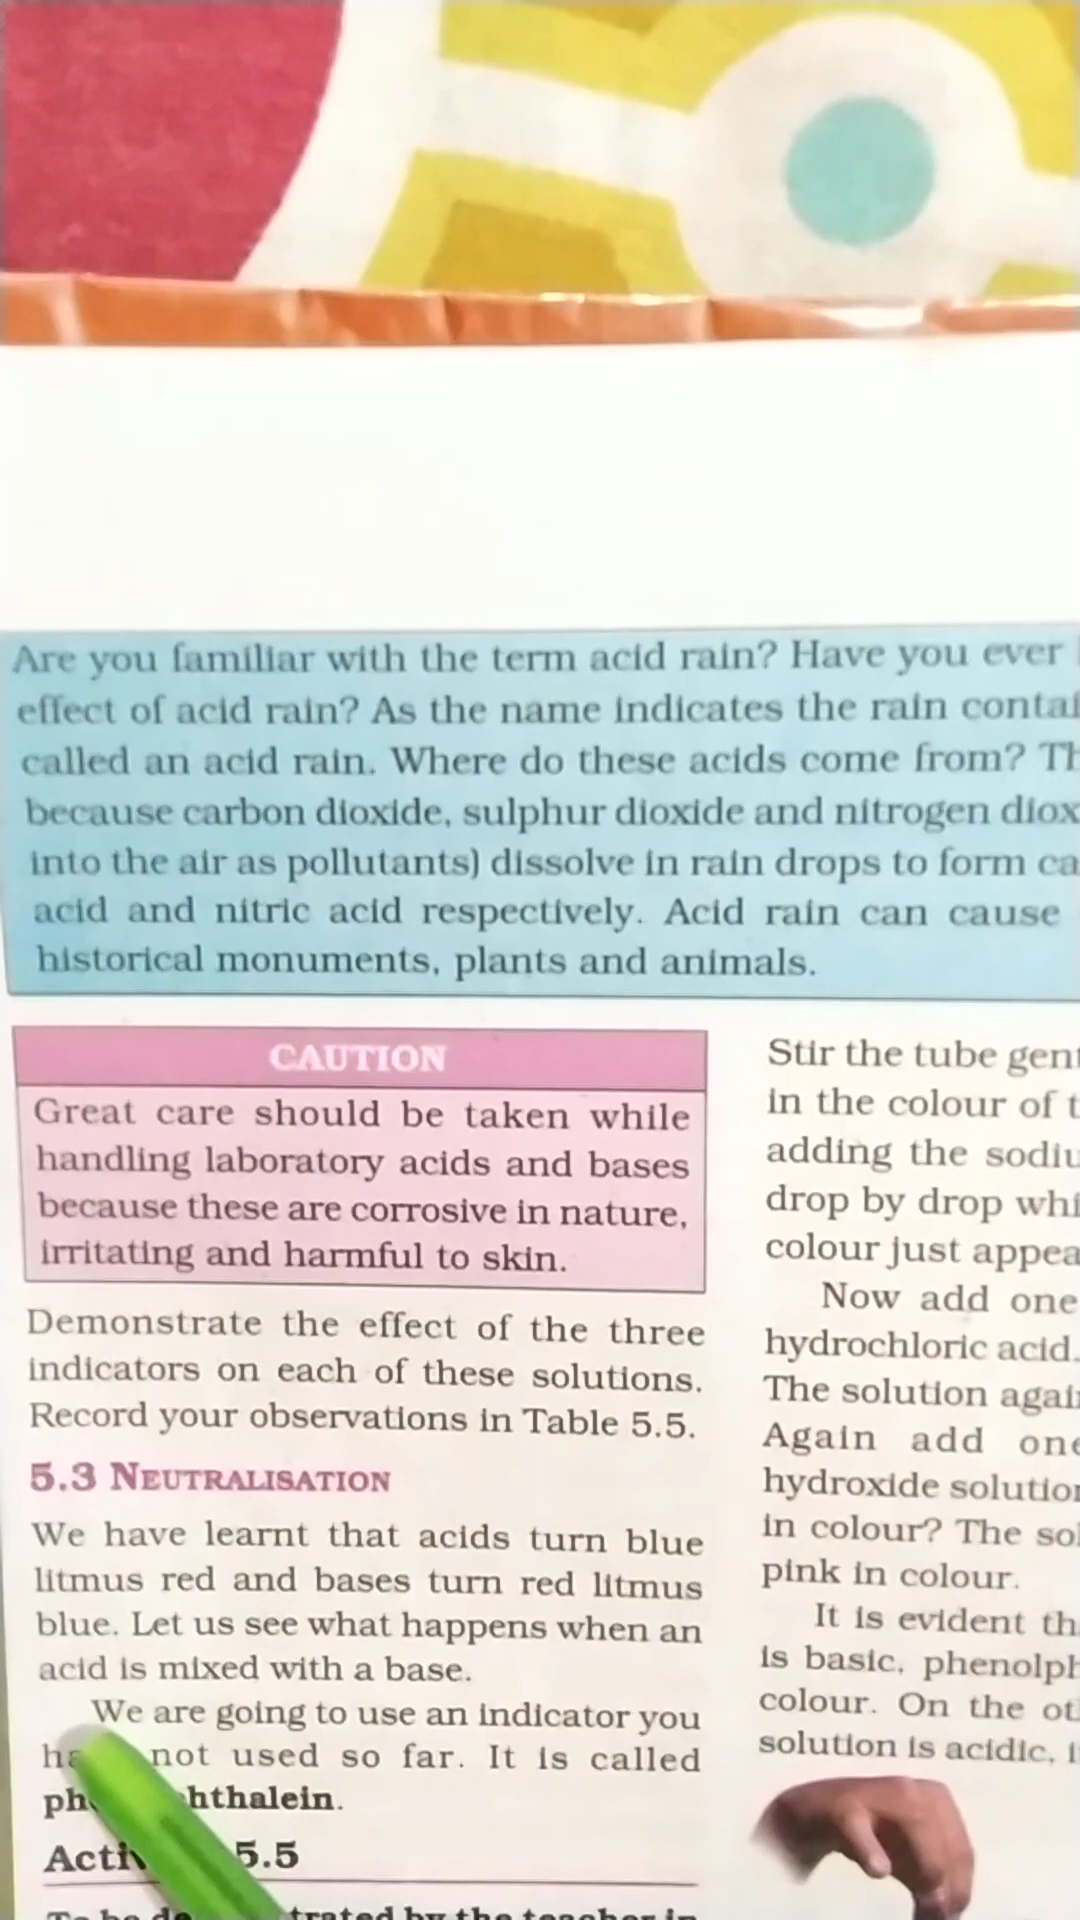 Are you familiar with the term acid rain? Have you ever
effect of acid rain? As the name indicates the rain contai
called an acid rain. Where do these acids come from? Th
because carbon dioxide, sulphur dioxide and nitrogen diox
into the air as pollutants) dissolve in rain drops to form ca
acid and nitric acid respectively. Acid rain can cause
historical monuments, plants and animals.
CAUTION
Great care should be taken while
handling laboratory acids and bases
because these are corrosive in nature,
irritating and harmful to skin.
Demonstrate the effect of the three
indicators on each of these solutions.
Record your observations in Table 5.5.
5.3 NEUTRALISATION
We have learnt that acids turn blue
litmus red and bases turn red litmus
blue. Let us see what happens when an
acid is mixed with a base.
We are going to use an indicator you
not used so far. It is called
hthalein.
5.5
by the teacher in
Stir the tube gen
in the colour of t
adding the sodiu
drop by drop whi
colour just appea
Now add one
hydrochloric acid.
The solution agai
Again add one
hydroxide solution
in colour? The so
pink in colour.
It is evident th
is basic, phenolph
colour. On the ot
solution is acidic, i